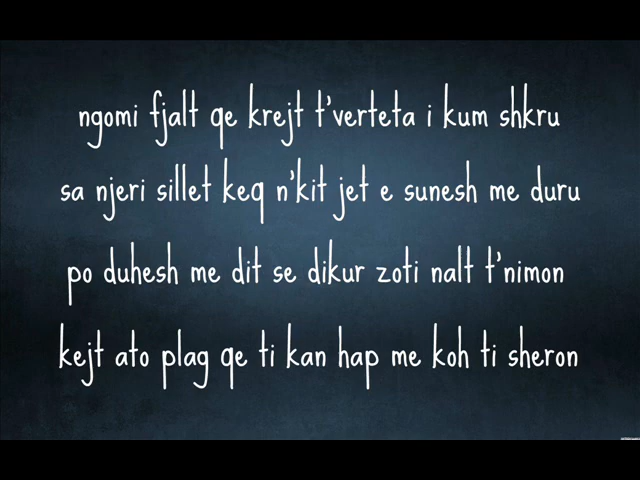 ngomi fjalt qe krejt t'verteta i kum shkru
sa njeri sillet keq n'kit jet e sunesh me duru
po duhesh me dit se dikur zoti nalt t'nimon
kejt ato plag qe ti kan hap me koh ti sheron